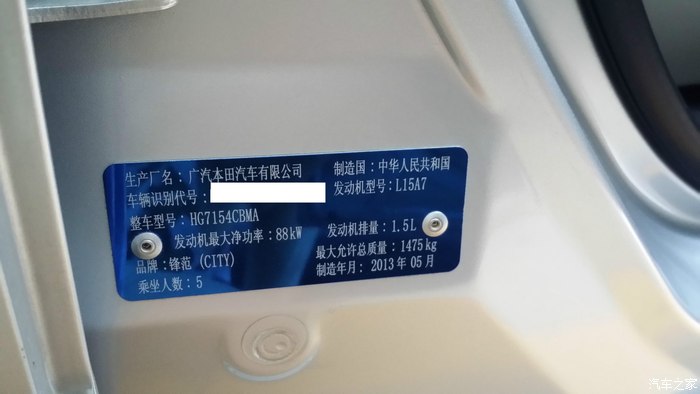 生产厂名：广汽本田汽车有限公司 制造国：中华人民共和国
车辆识别代号： 发动机型号：L15A7
整车型号：HG7154CBMA 发动机排量：1.5L
发动机最大净功率：88kW 最大允许总质量：1475kg
品牌：锋范 (CITY) 制造年月：2013年05月
乘坐人数：5
汽车之家